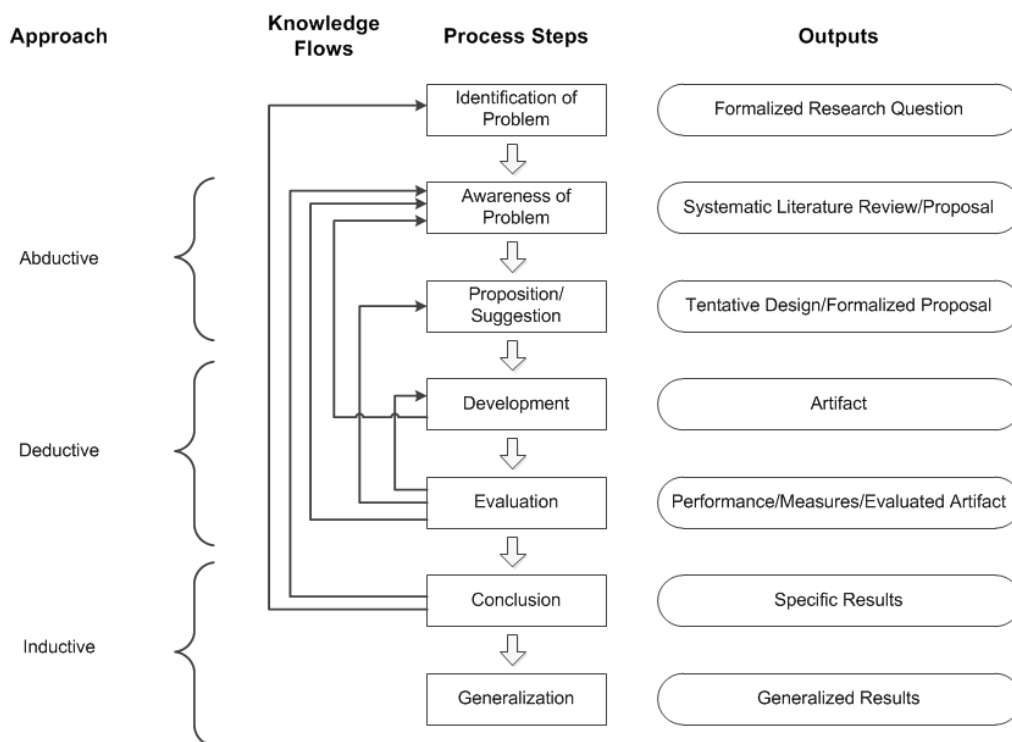 Approach
Knowledge
Flows
Process Steps
Outputs
Identification of
Problem
Formalized Research Question
Awareness of
Problem
Systematic Literature Review/Proposal
Abductive
Proposition/
Suggestion
Tentative Design/Formalized Proposal
Development
Artifact
Deductive
Evaluation
Performance/Measures/Evaluated Artifact
Conclusion
Specific Results
Inductive
Generalization
Generalized Results